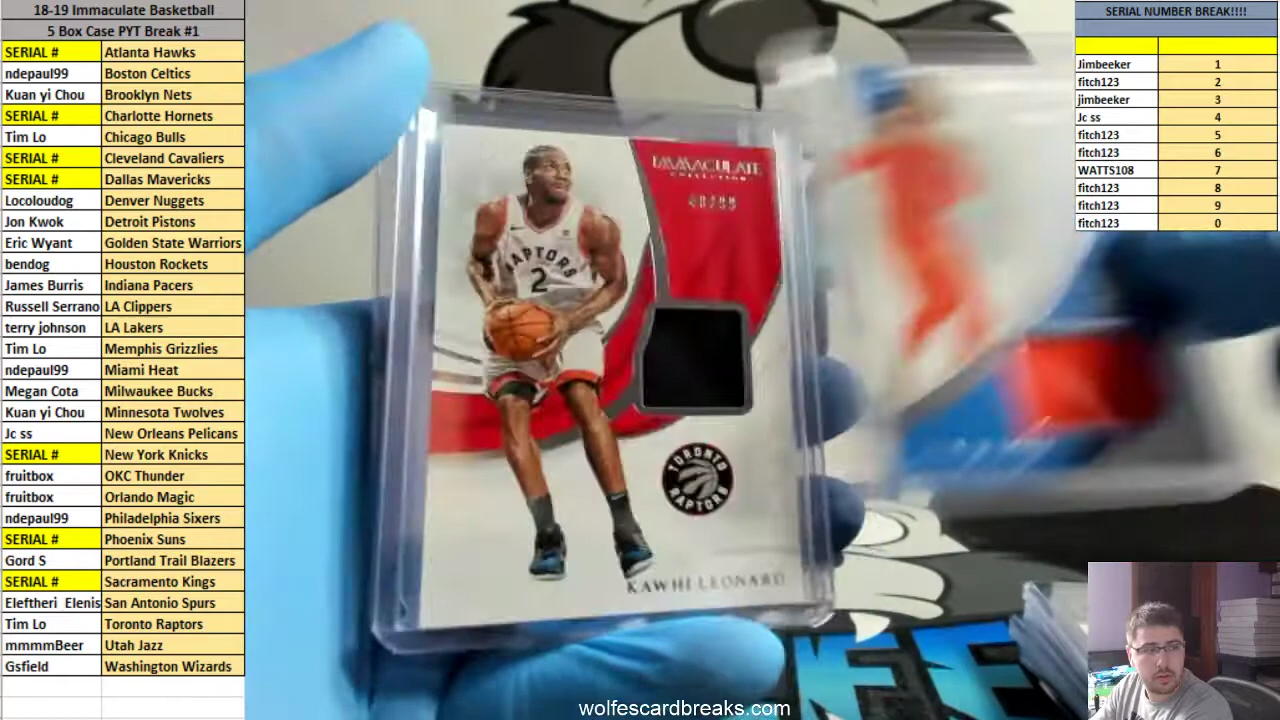 18-19 Immaculate Basketball
5 Box Case PYT Break #1
SERIAL # Atlanta Hawks
ndepaul99 Boston Celtics
Kuan yi Chou Brooklyn Nets
SERIAL # Charlotte Hornets
Tim Lo Chicago Bulls
SERIAL # Cleveland Cavaliers
SERIAL # Dallas Mavericks
Locoloudog Denver Nuggets
Jon Kwok Detroit Pistons
Eric Wyant Golden State Warriors
bendog Houston Rockets
James Burris Indiana Pacers
Russell Serrano LA Clippers
terry johnson LA Lakers
Tim Lo Memphis Grizzlies
ndepaul99 Miami Heat
Megan Cota Milwaukee Bucks
Kuan yi Chou Minnesota Twolves
Jc ss New Orleans Pelicans
SERIAL # New York Knicks
fruitbox OKC Thunder
fruitbox Orlando Magic
ndepaul99 Philadelphia Sixers
SERIAL # Phoenix Suns
Gord S Portland Trail Blazers
SERIAL # Sacramento Kings
Eleftheri Elenis San Antonio Spurs
Tim Lo Toronto Raptors
mmmmBeer Utah Jazz
Gsfield Washington Wizards
IMMACULATE
COLLECTION
RAPTORS
2
TORONTO
RAPTORS
KAWHI LEONARD
wolfescardbreaks.com
SERIAL NUMBER BREAK!!!!
Jimbeeker 1
fitch123 2
jimbeeker 3
Jc ss 4
fitch123 5
fitch123 6
WATTS108 7
fitch123 8
fitch123 9
fitch123 0